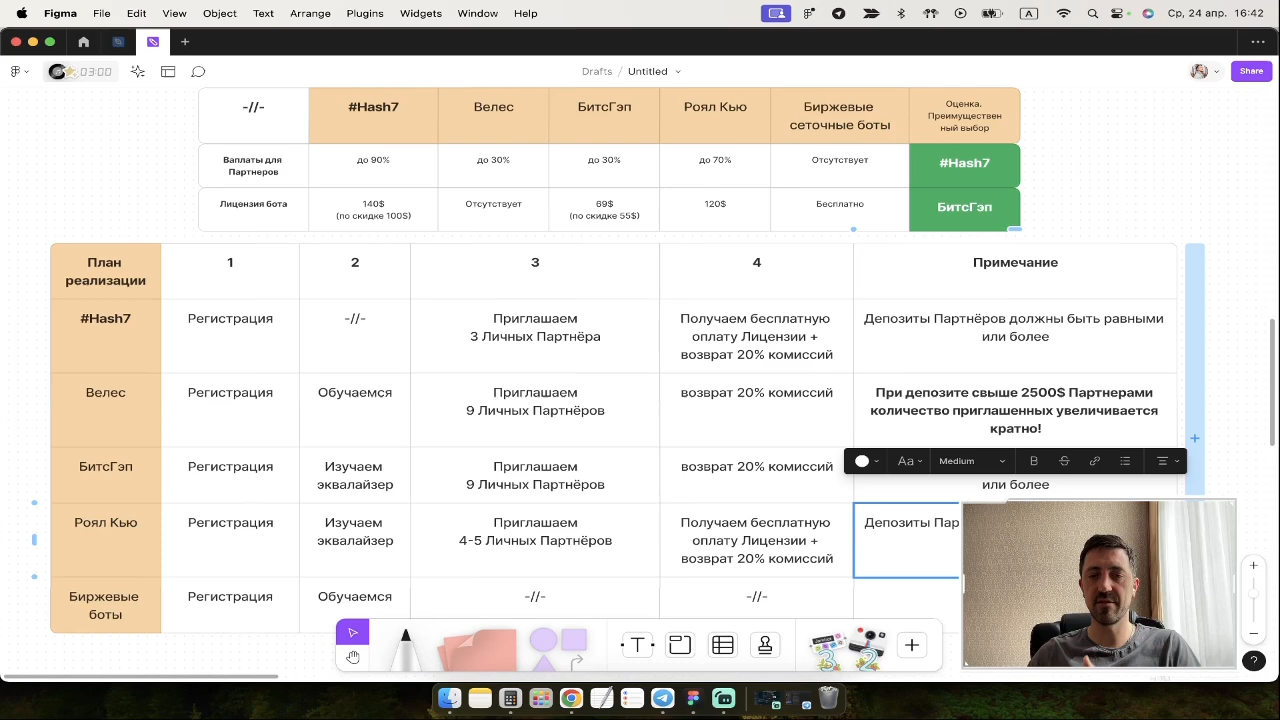 Figma File Edit View Object Text Arrange Plugins Widgets Window Help
A
Ср, 24 апр. 16:42
03:00
Drafts / Untitled
Share
-//- #Hash7 Велес БитсГэп Роял Кью Биржевые сеточные боты
Оценка.
Преимуществен
ный выбор
Ваплаты для
Партнеров
до 90% до 30% до 30% до 70% Отсутствует #Hash7
Лицензия бота 140$ Отсутствует 69$ 120$ Бесплатно БитсГэп
(по скидке 100$) (по скидке 55$)
План
реализации
1 2 3 4 Примечание
#Hash7 Регистрация -//- Приглашаем
3 Личных Партнёра
Получаем бесплатную
оплату Лицензии +
возврат 20% комиссий
Депозиты Партнёров должны быть равными
или более
Велес Регистрация Обучаемся Приглашаем
9 Личных Партнёров
возврат 20% комиссий
При депозите свыше 2500$ Партнерами
количество приглашенных увеличивается
кратно!
БитсГэп Регистрация Изучаем
эквалайзер
Приглашаем
9 Личных Партнёров
возврат 20% комиссий
или более
Aa Medium B S
Роял Кью Регистрация Изучаем
эквалайзер
Приглашаем
4-5 Личных Партнёров
Получаем бесплатную
оплату Лицензии +
возврат 20% комиссий
Депозиты Пар
Биржевые
боты
Регистрация Обучаемся -//- -//-
T
3 2
?